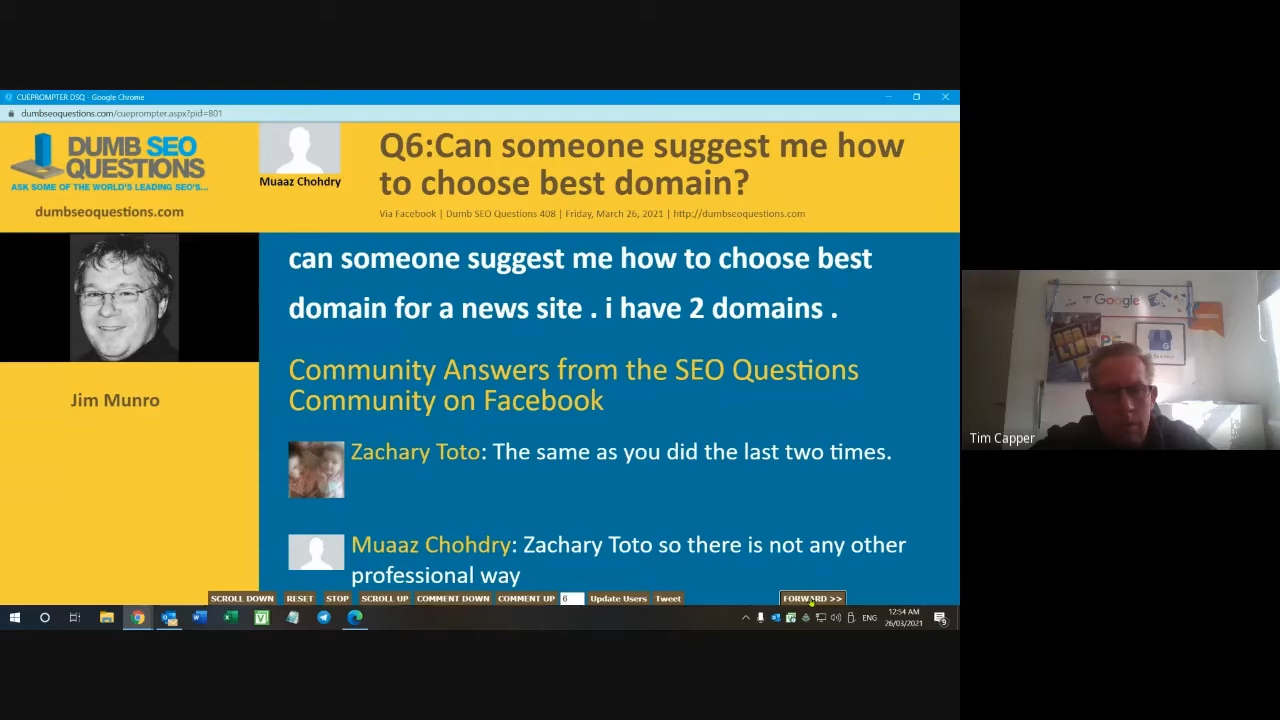 CUEPROMPTER DSQ - Google Chrome
dumbseoquestions.com/cueprompter.aspx?pid=801
DUMB SEO
QUESTIONS
ASK SOME OF THE WORLD'S LEADING SEO'S...
dumbseoquestions.com
Muaaz Chohdry
Q6:Can someone suggest me how
to choose best domain?
Via Facebook | Dumb SEO Questions 408 | Friday, March 26, 2021 | http://dumbseoquestions.com
Jim Munro
can someone suggest me how to choose best
domain for a news site . i have 2 domains .
Community Answers from the SEO Questions
Community on Facebook
Zachary Toto: The same as you did the last two times.
Muaaz Chohdry: Zachary Toto so there is not any other
professional way
SCROLL DOWN RESET STOP SCROLL UP COMMENT DOWN COMMENT UP 6 Update Users Tweet FORWARD >>
ENG
12:54 AM
26/03/2021
9
Google
Tim Capper